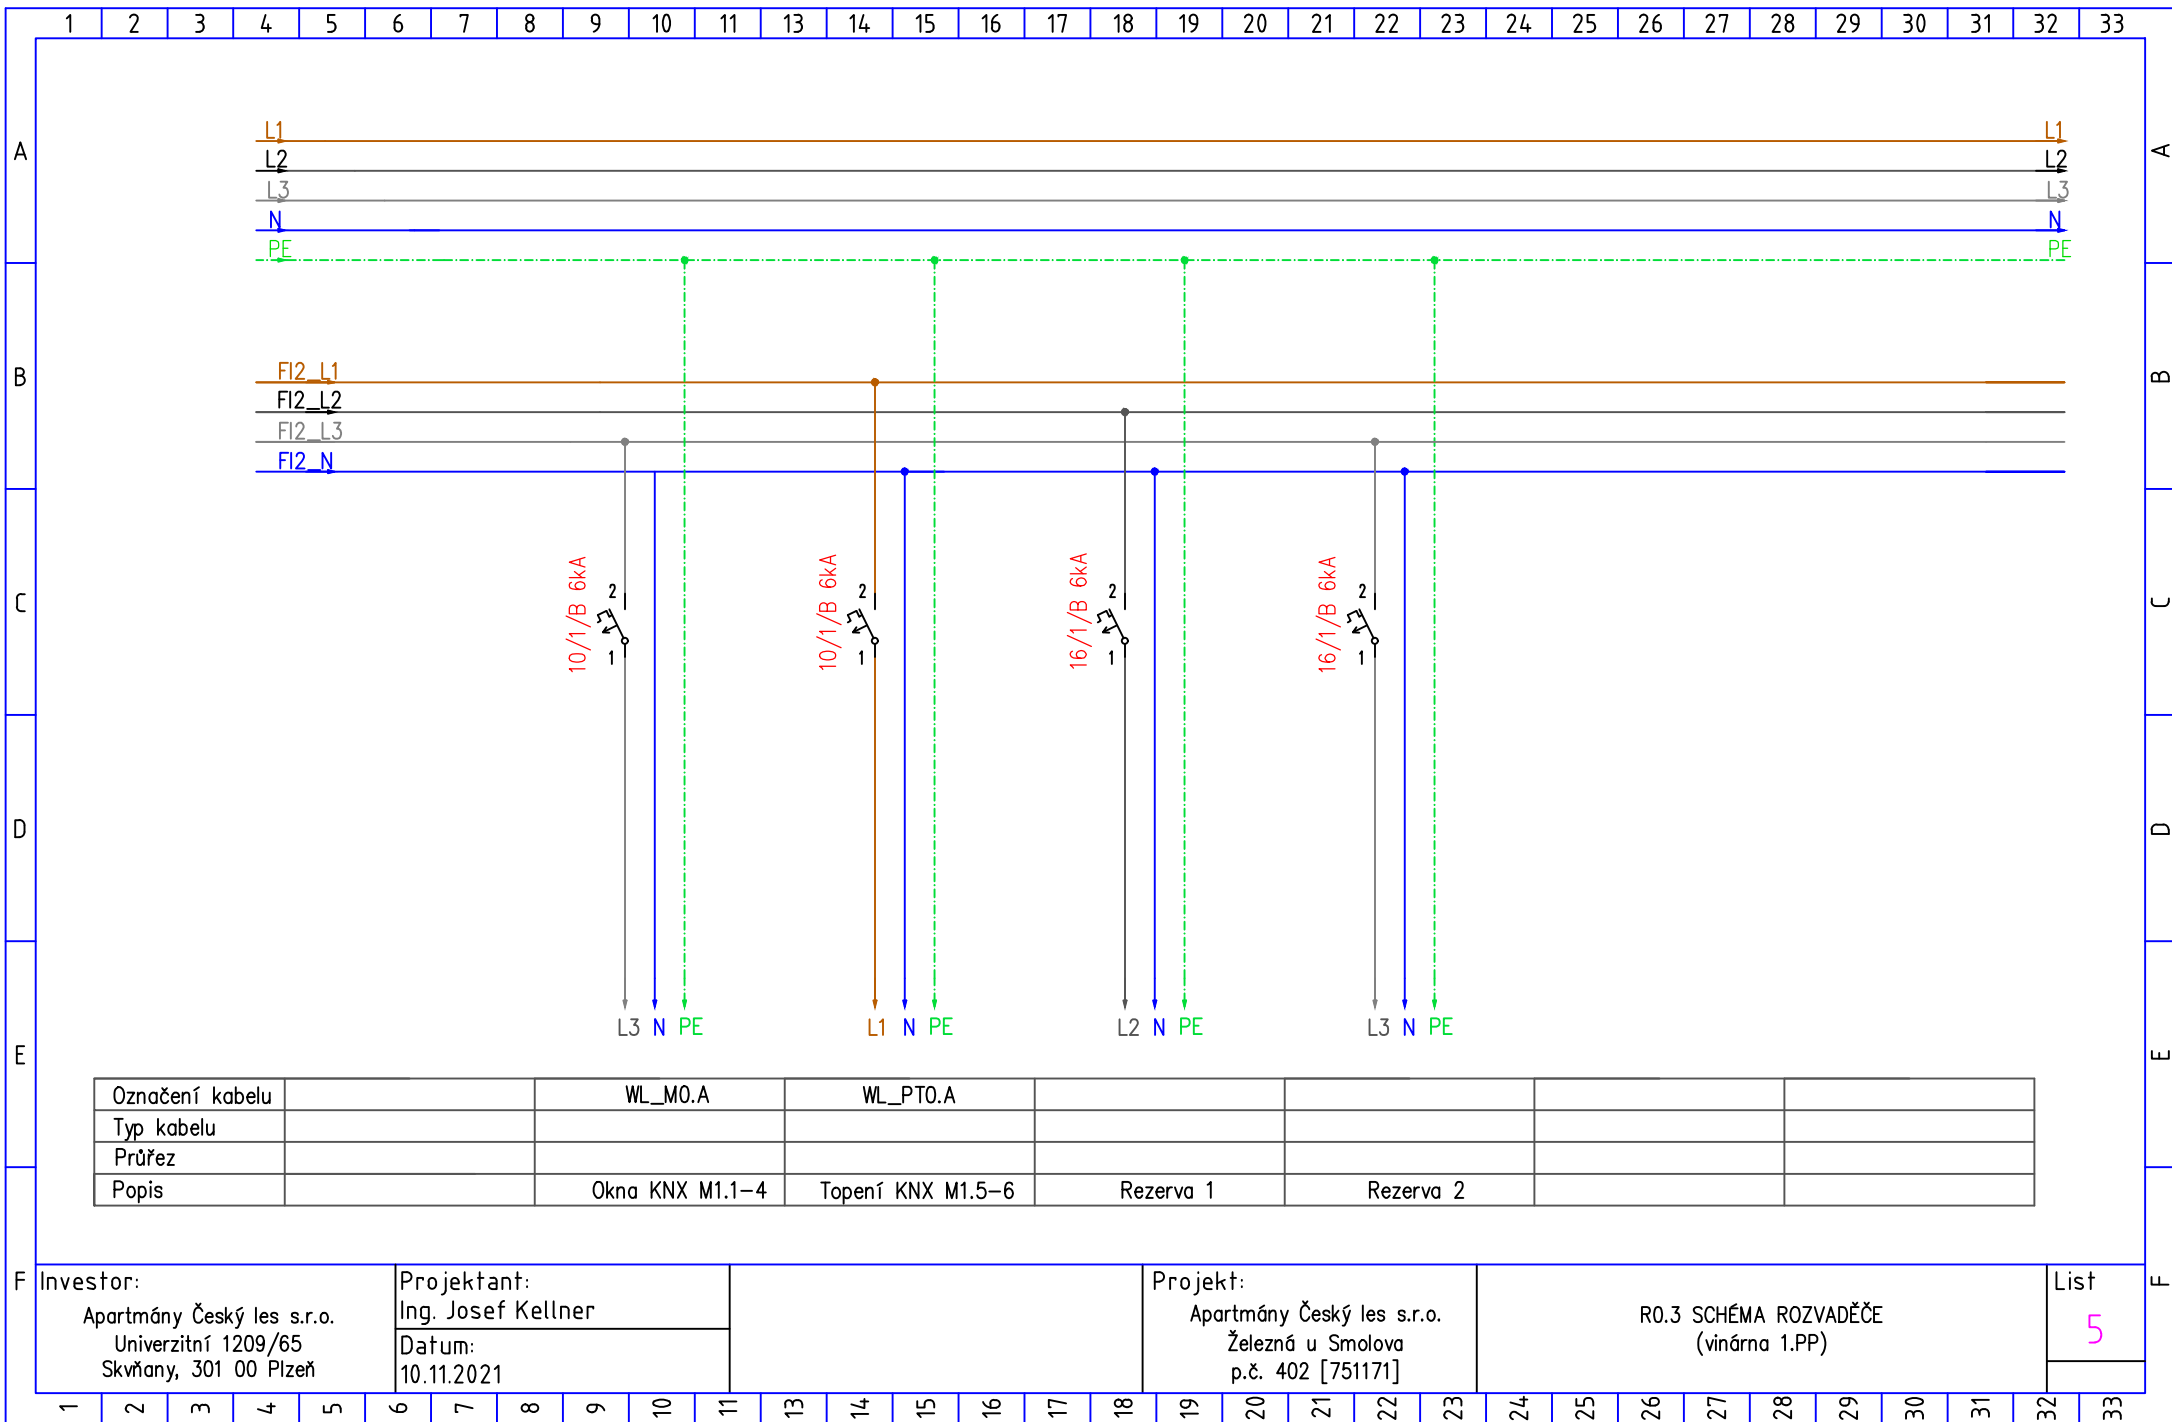 1 2 3 4 5 6 7 8 9 10 11 13 14 15 16 17 18 19 20 21 22 23 24 25 26 27 28 29 30 31 32 33
A A
L1 L1
L2 L2
L3 L3
N N
PE PE
B B
FI2_L1
FI2_L2
FI2_L3
FI2_N
C C
10/1/B 6kA 2 1
10/1/B 6kA 2 1
16/1/B 6kA 2 1
16/1/B 6kA 2 1
D D
L3 N PE L1 N PE L2 N PE L3 N PE
E E
Označení kabelu WL_M0.A WL_PT0.A
Typ kabelu
Průřez
Popis Okna KNX M1.1-4 Topení KNX M1.5-6 Rezerva 1 Rezerva 2
F F
Investor:
Apartmány Český les s.r.o.
Univerzitní 1209/65
Skvňany, 301 00 Plzeň
Projektant:
Ing. Josef Kellner
Datum:
10.11.2021
Projekt:
Apartmány Český les s.r.o.
Železná u Smolova
p.č. 402 [751171]
R0.3 SCHÉMA ROZVADĚČE
(vinárna 1.PP)
List
5
1 2 3 4 5 6 7 8 9 10 11 13 14 15 16 17 18 19 20 21 22 23 24 25 26 27 28 29 30 31 32 33